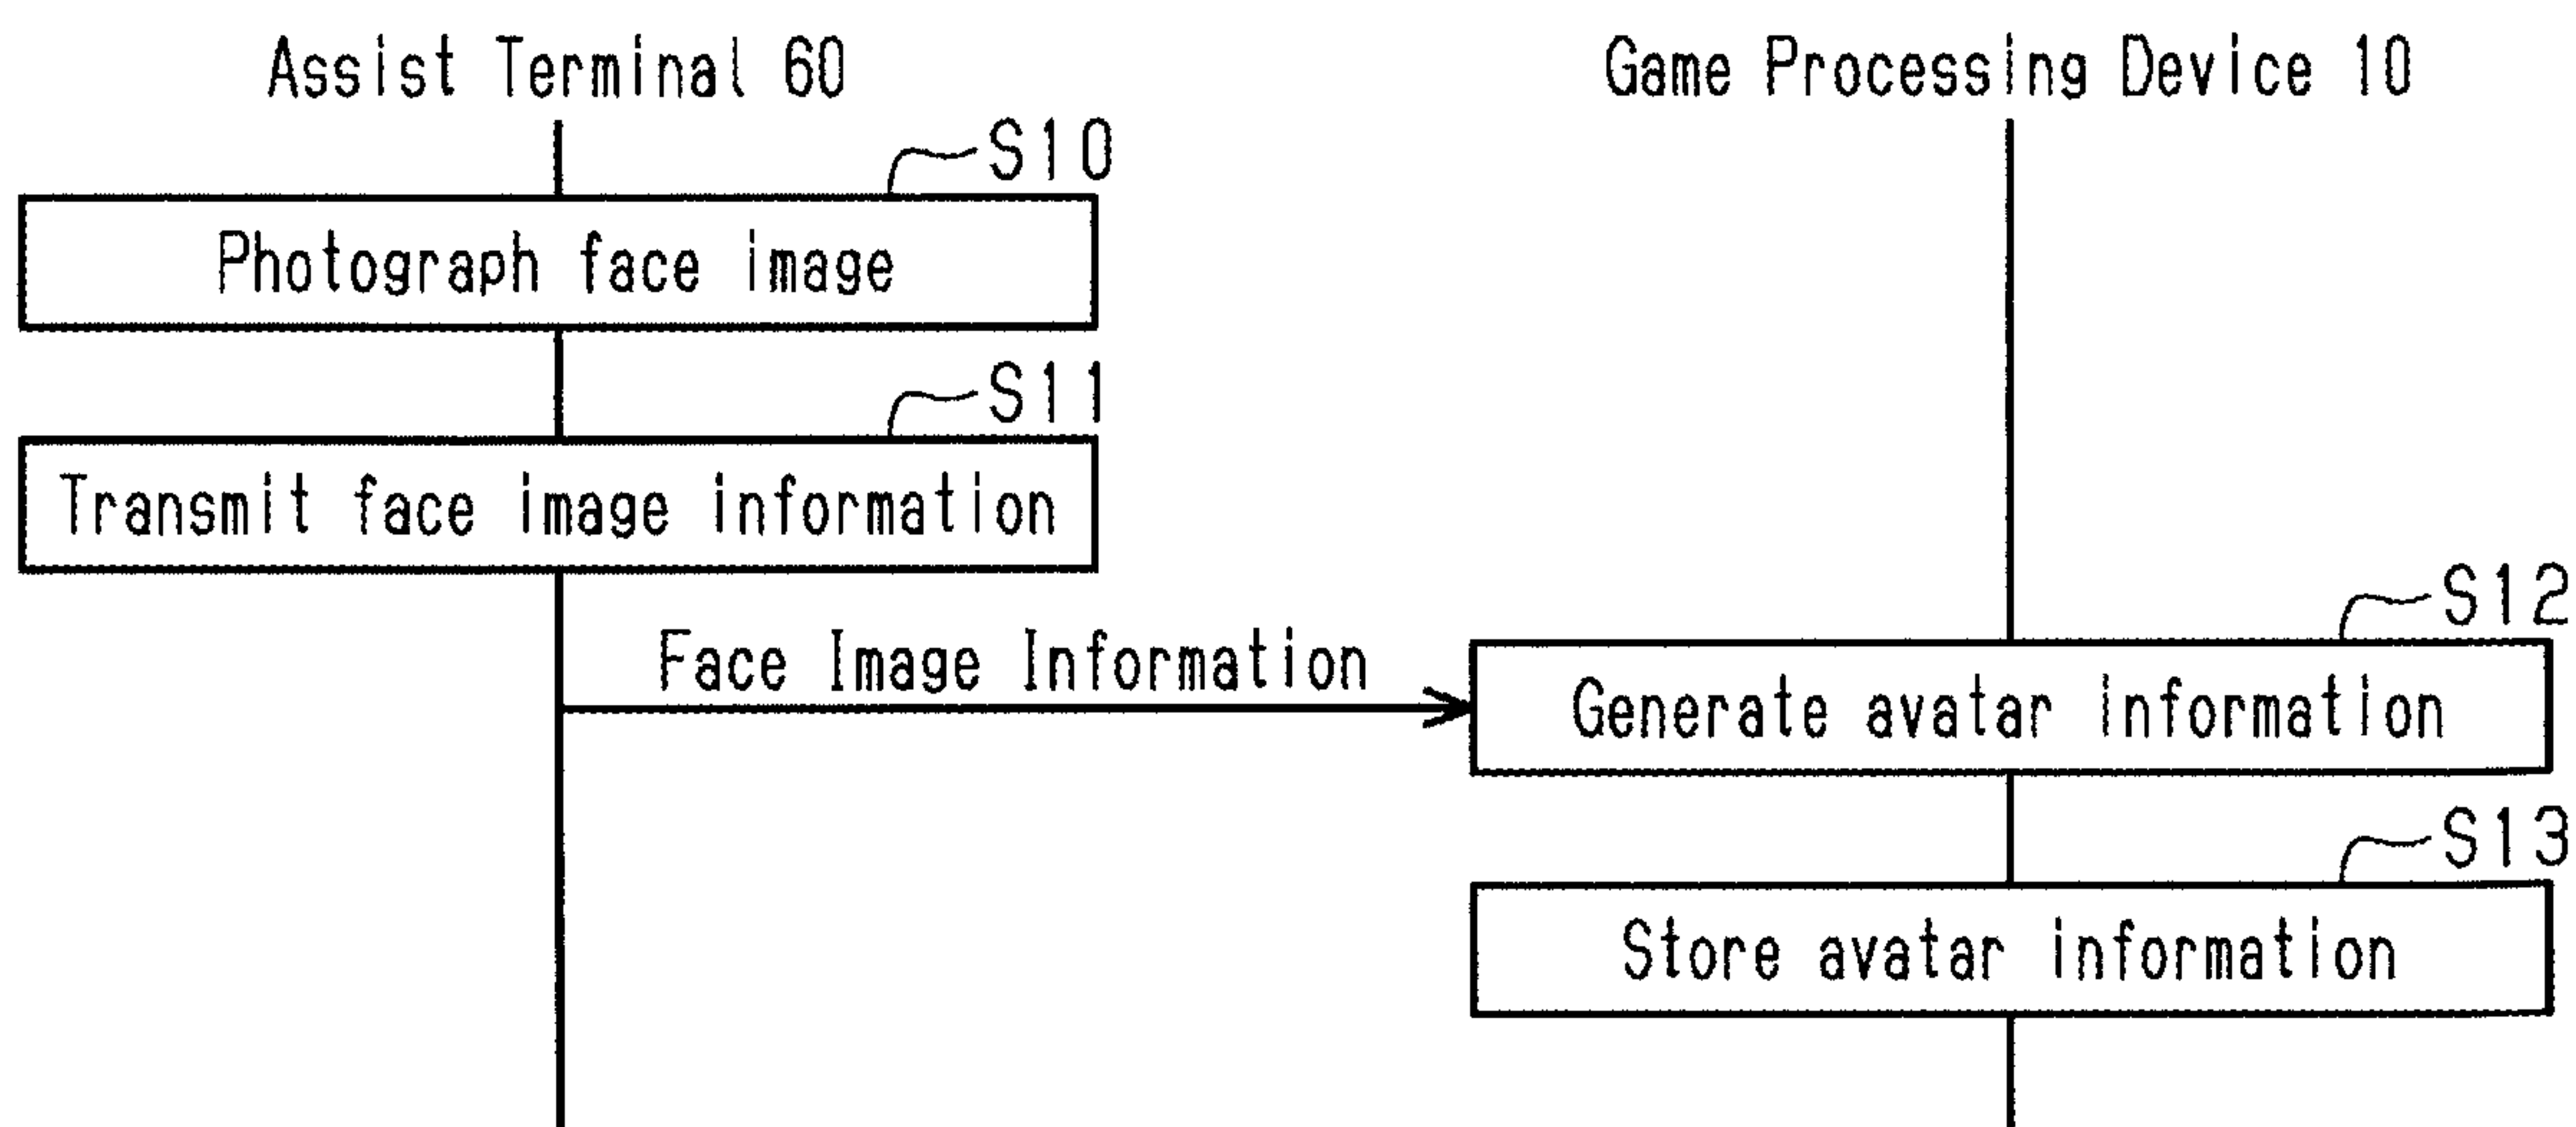 Assist Terminal 60
Game Processing Device 10
S10
Photograph face image
S11
Transmit face image information
S12
Face Image Information
Generate avatar information
S13
Store avatar information